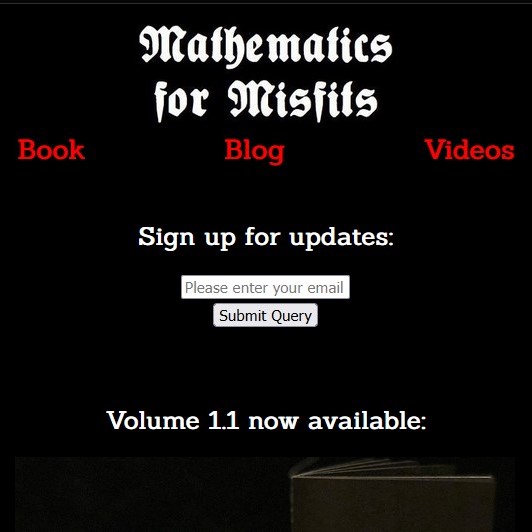 Mathematics
for Misfits
Book Blog Videos
Sign up for updates:
Please enter your email
Submit Query
Volume 1.1 now available: